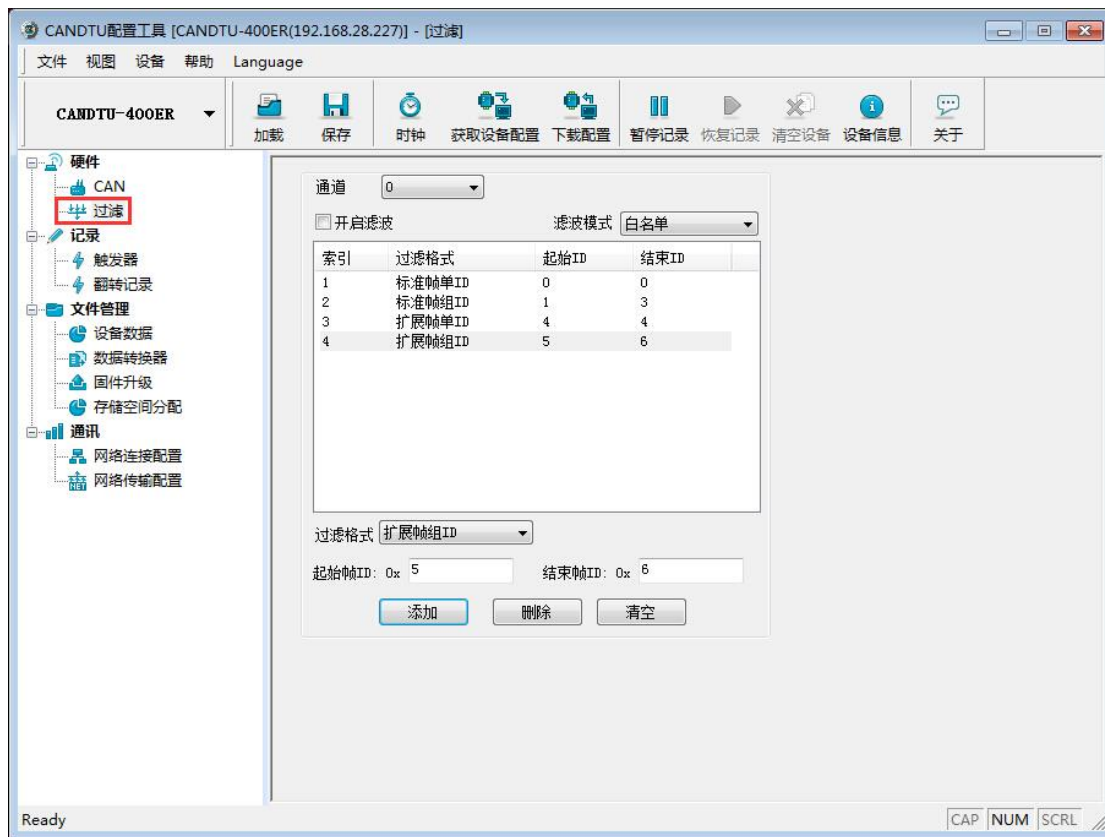 CANDTU配置工具 [CANDTU-400ER(192.168.28.227)] - [过滤]
文件 视图 设备 帮助 Language
CANDTU-400ER 加载 保存 时钟 获取设备配置 下载配置 暂停记录 恢复记录 清空设备 设备信息 关于
硬件
CAN
过滤
记录
触发器
翻转记录
文件管理
设备数据
数据转换器
固件升级
存储空间分配
通讯
网络连接配置
NET 网络传输配置
通道 0
开启滤波 滤波模式 白名单
索引 过滤格式 起始ID 结束ID
1 标准帧单ID 0 0
2 标准帧组ID 1 3
3 扩展帧单ID 4 4
4 扩展帧组ID 5 6
过滤格式 扩展帧组ID
起始帧ID: 0x 5 结束帧ID: 0x 6
添加 删除 清空
Ready CAP NUM SCRL